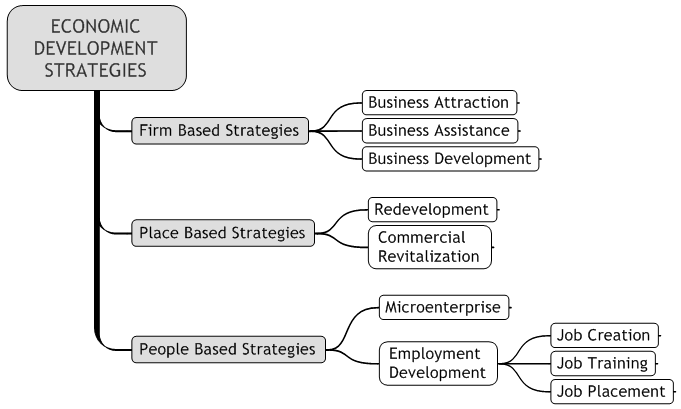 ECONOMIC
DEVELOPMENT
STRATEGIES
Firm Based Strategies
Business Attraction
Business Assistance
Business Development
Place Based Strategies
Redevelopment
Commercial
Revitalization
People Based Strategies
Microenterprise
Employment
Development
Job Creation
Job Training
Job Placement